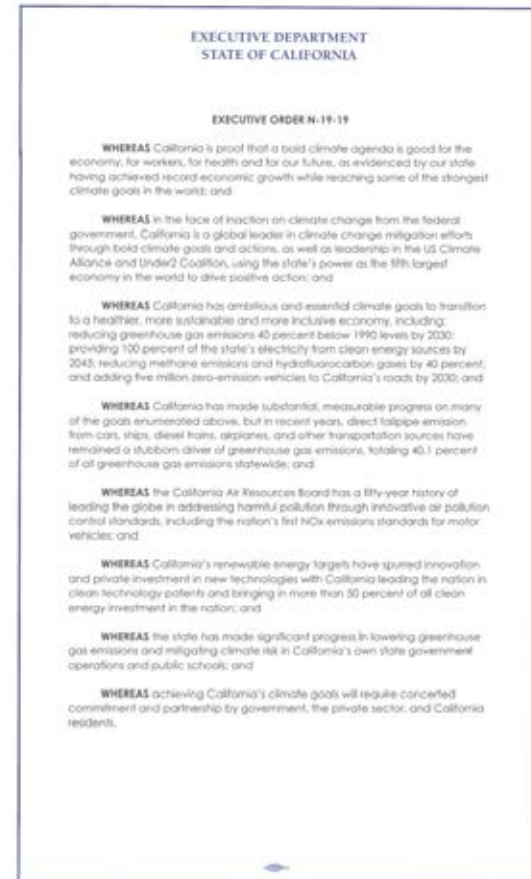 EXECUTIVE DEPARTMENT
STATE OF CALIFORNIA
EXECUTIVE ORDER N-19-19
WHEREAS California is proof that a bold climate agenda is good for the
economy, for workers, for health and for our future, as evidenced by our state
having achieved record economic growth while reaching some of the strongest
climate goals in the world; and
WHEREAS in the face of inaction on climate change from the federal
government, California is a global leader in climate change mitigation efforts
through bold climate goals and actions, as well as leadership in the US Climate
Alliance and Under2 Coalition, using the state's power as the fifth largest
economy in the world to drive positive action; and
WHEREAS California has ambitious and essential climate goals to transition
to a healthier, more sustainable and more inclusive economy, including:
reducing greenhouse gas emissions 40 percent below 1990 levels by 2030;
providing 100 percent of the state's electricity from clean energy sources by
2045; reducing methane emissions and hydrofluorocarbon gases by 40 percent;
and adding five million zero-emission vehicles to California's roads by 2030; and
WHEREAS California has made substantial, measurable progress on many
of the goals enumerated above, but in recent years, direct tailpipe emission
from cars, ships, diesel trains, airplanes, and other transportation sources have
remained a stubborn driver of greenhouse gas emissions, totaling 40.1 percent
of all greenhouse gas emissions statewide; and
WHEREAS the California Air Resources Board has a fifty-year history of
leading the globe in addressing harmful pollution through innovative air pollution
control standards, including the nation's first NOx emissions standards for motor
vehicles; and
WHEREAS California's renewable energy targets have spurred innovation
and private investment in new technologies with California leading the nation in
clean technology patents and bringing in more than 50 percent of all clean
energy investment in the nation; and
WHEREAS the state has made significant progress in lowering greenhouse
gas emissions and mitigating climate risk in California's own state government
operations and public schools; and
WHEREAS achieving California's climate goals will require concerted
commitment and partnership by government, the private sector, and California
residents.